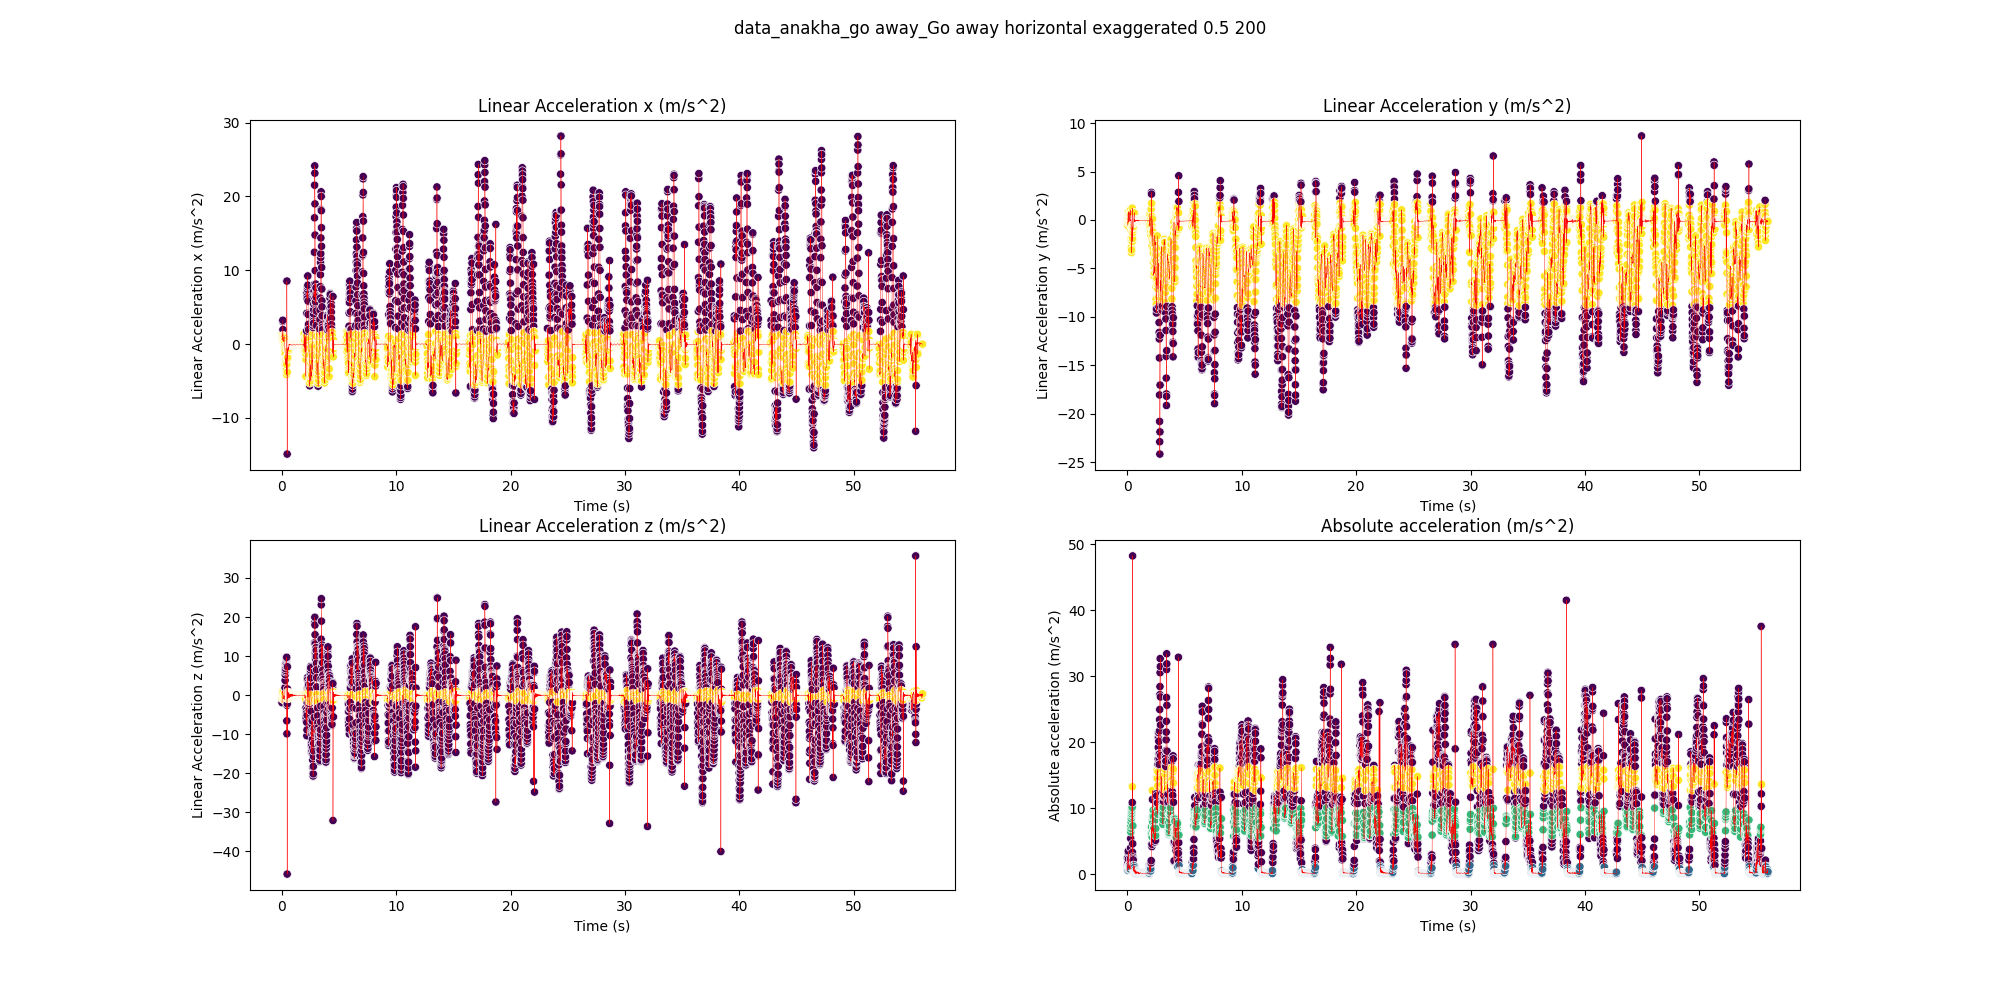 data_anakha_go away_Go away horizontal exaggerated 0.5 200
Linear Acceleration x (m/s^2)
Linear Acceleration x (m/s^2)
30
20
10
0
−10
0 10 20 30 40 50
Time (s)
Linear Acceleration y (m/s^2)
Linear Acceleration y (m/s^2)
10
5
0
−5
−10
−15
−20
−25
0 10 20 30 40 50
Time (s)
Linear Acceleration z (m/s^2)
Linear Acceleration z (m/s^2)
30
20
10
0
−10
−20
−30
−40
0 10 20 30 40 50
Time (s)
Absolute acceleration (m/s^2)
Absolute acceleration (m/s^2)
50
40
30
20
10
0
0 10 20 30 40 50
Time (s)